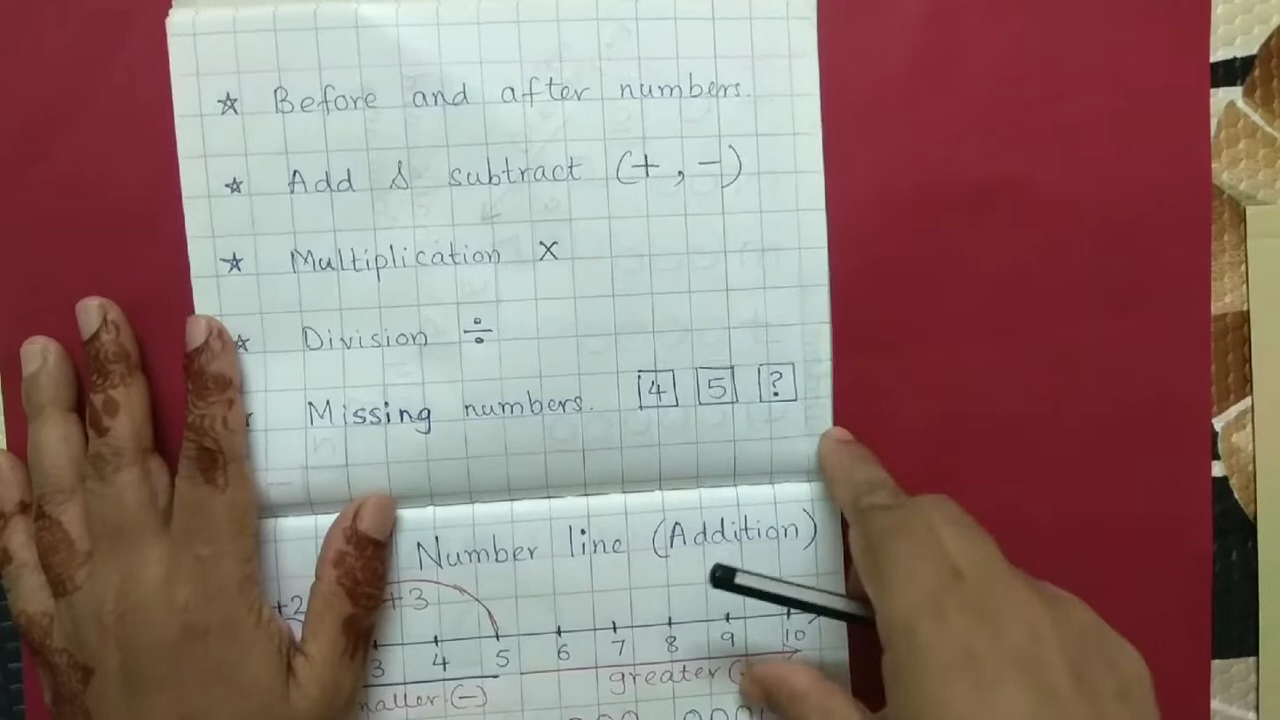 ☆ Before and after numbers.
☆ Add & subtract (+, -)
☆ Multiplication ×
☆ Division ÷
Missing numbers. 4 5 ?
Number line (Addition)
+2 +3
3 4 5 6 7 8 9 10
(-) greater